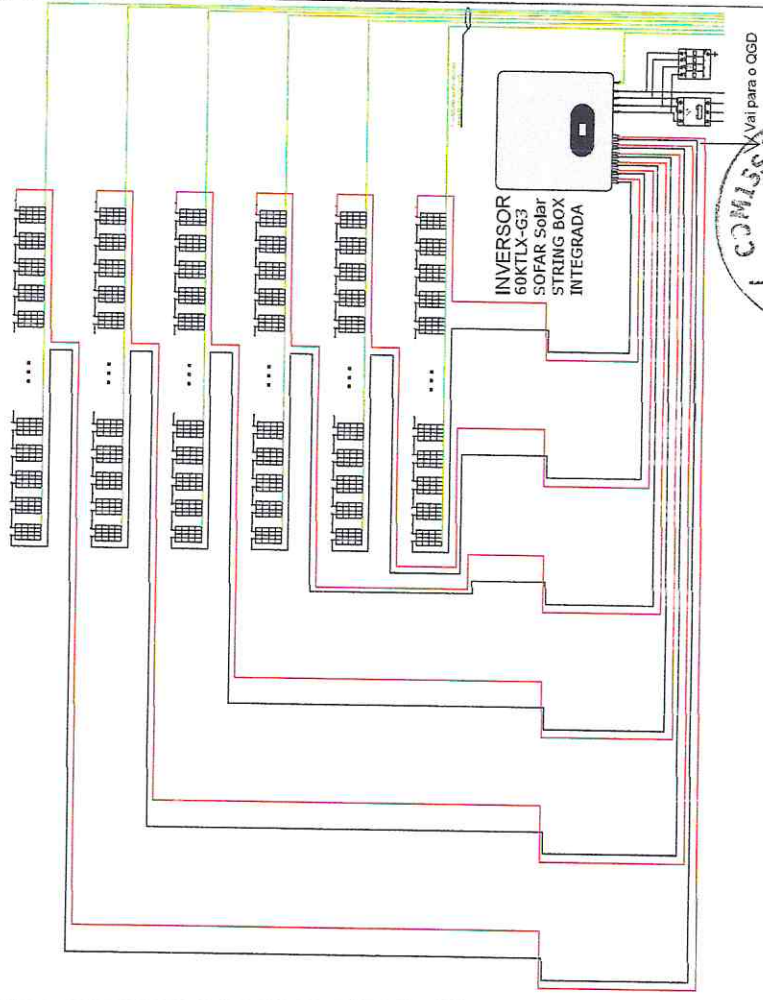 INVERSOR
60KTLX-G3
SOFAR Solar
STRING BOX
INTEGRADA
Vai para o QGD